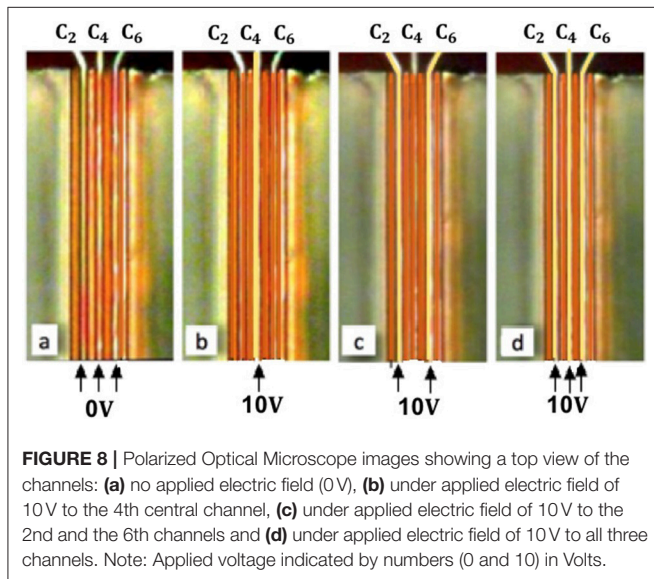 C2 C4 C6 C2 C4 C6 C2 C4 C6 C2 C4 C6
a b c d
0V 10V 10V 10V
FIGURE 8 | Polarized Optical Microscope images showing a top view of the
channels: (a) no applied electric field (0 V), (b) under applied electric field of
10 V to the 4th central channel, (c) under applied electric field of 10 V to the
2nd and the 6th channels and (d) under applied electric field of 10 V to all three
channels. Note: Applied voltage indicated by numbers (0 and 10) in Volts.